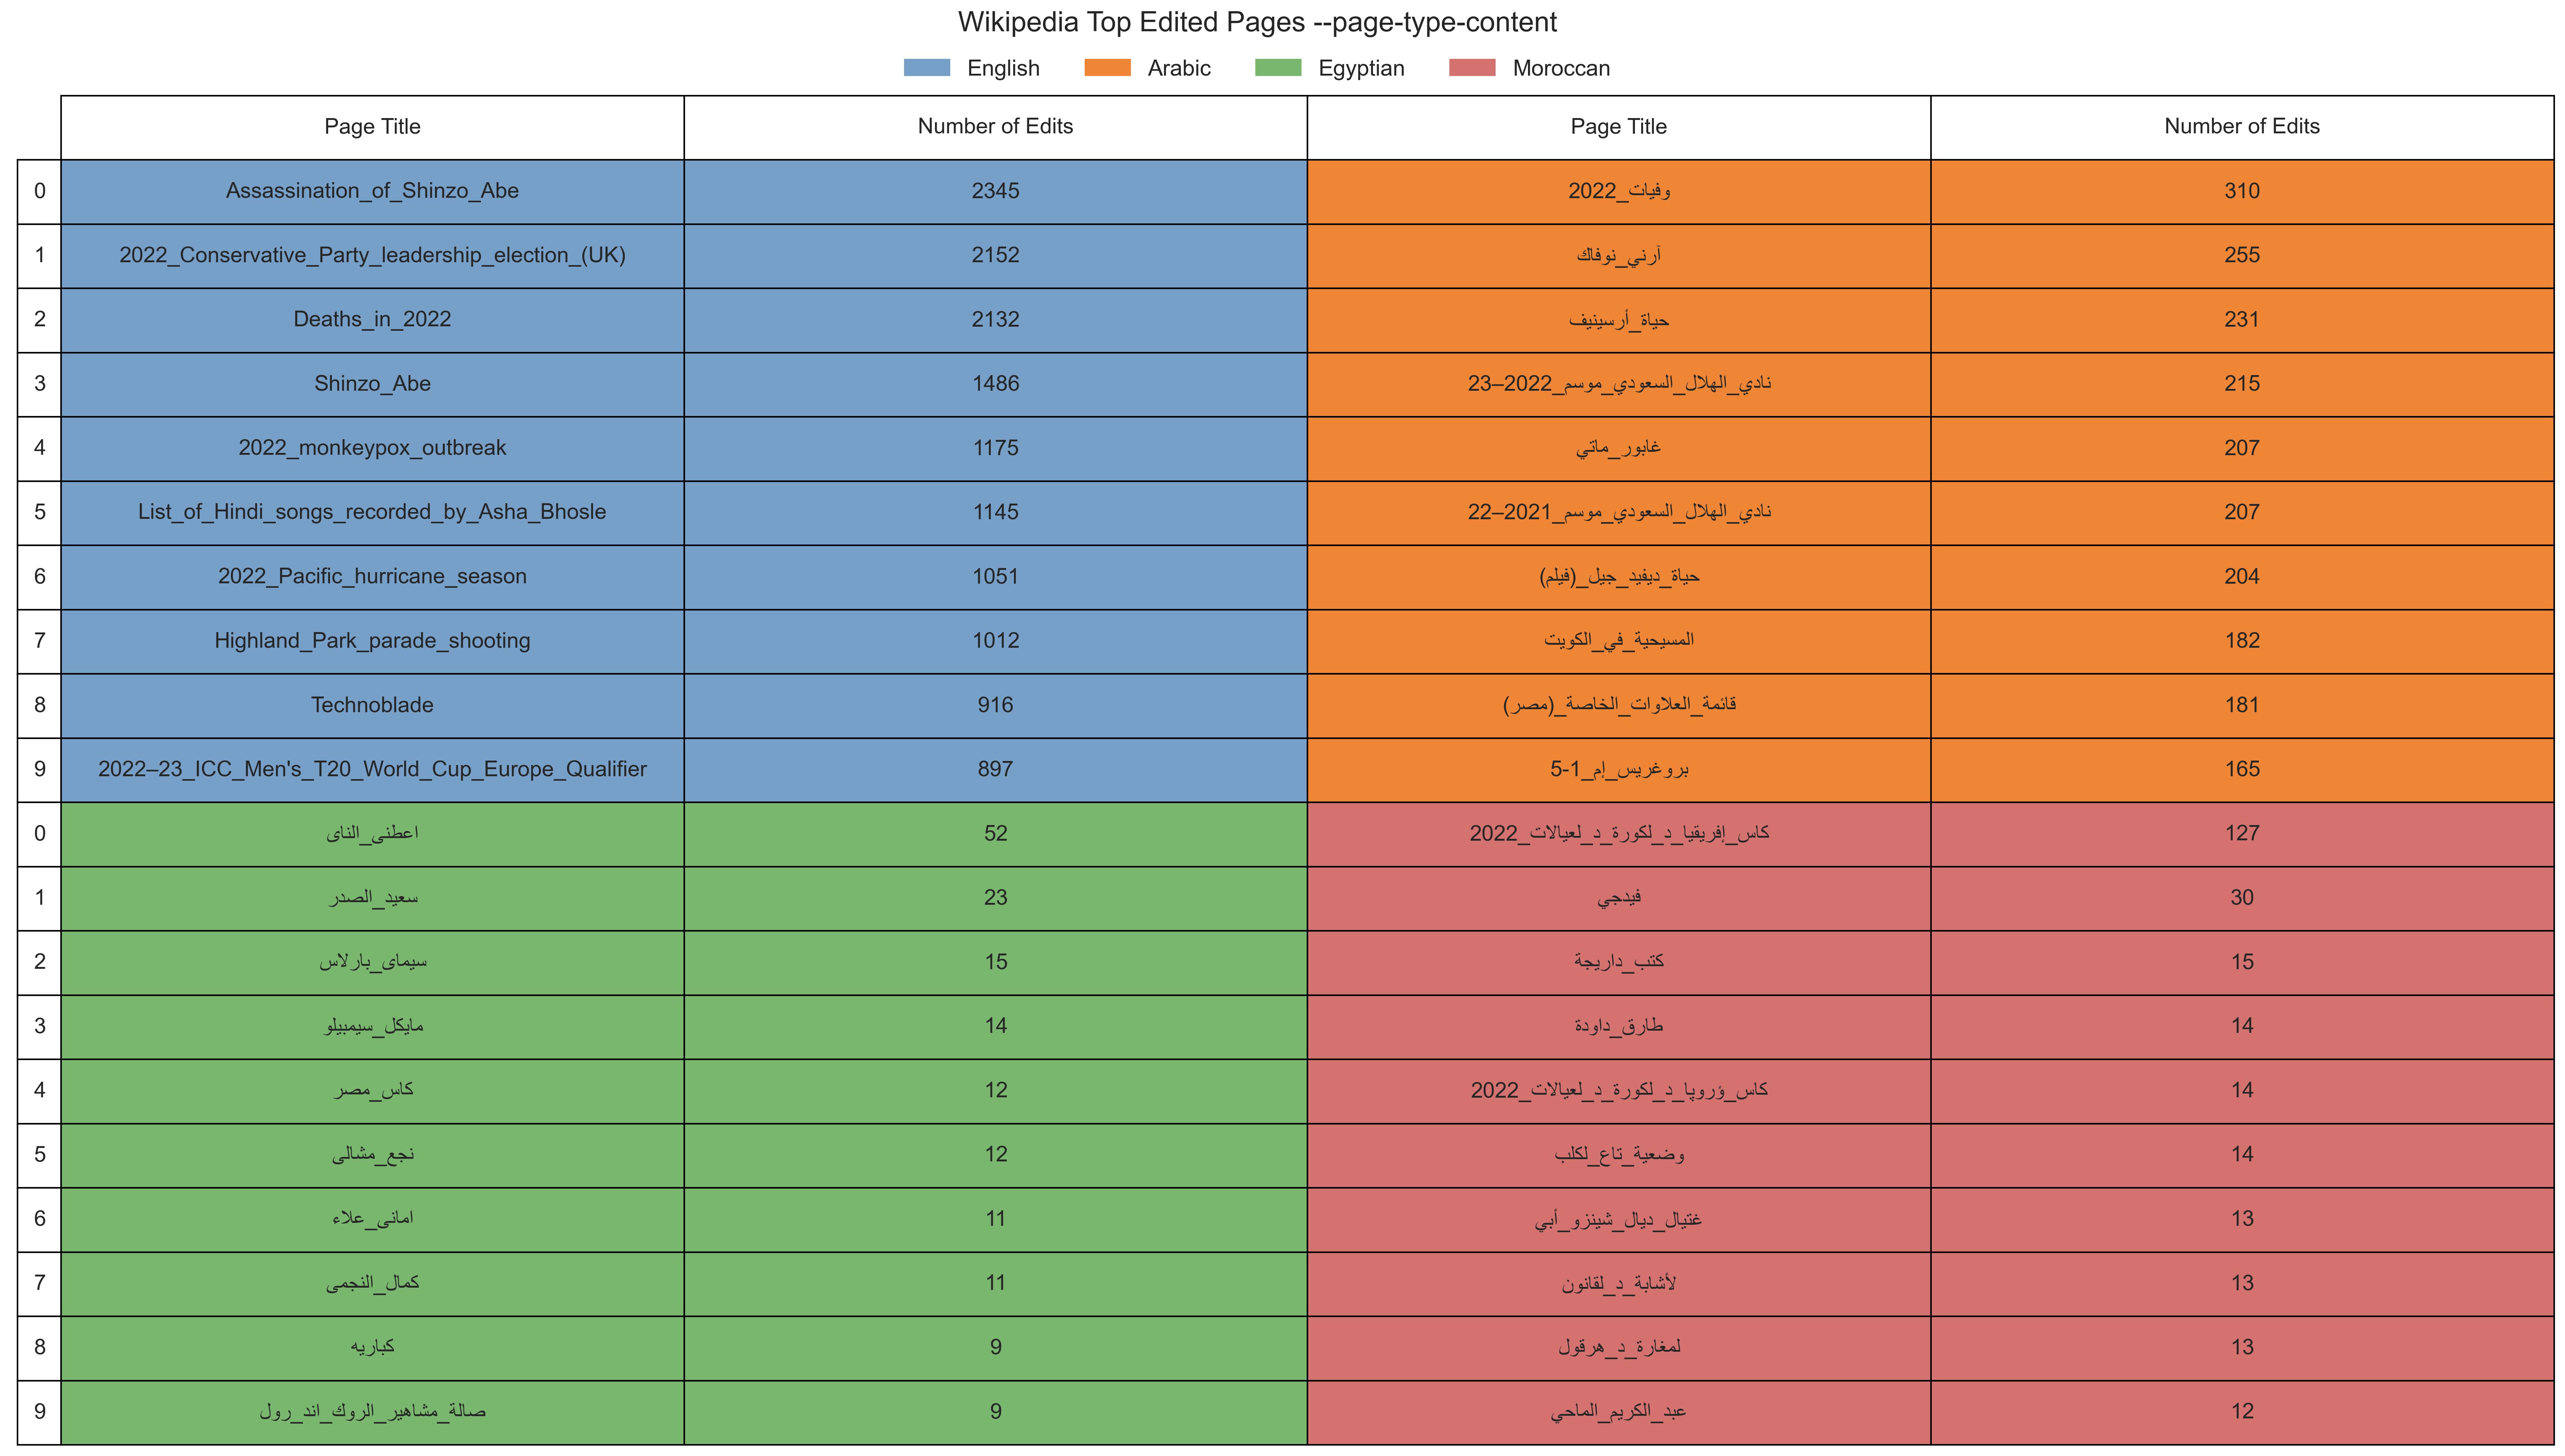 Wikipedia Top Edited Pages --page-type-content
English Arabic Egyptian Moroccan
Page Title Number of Edits Page Title Number of Edits
0 Assassination_of_Shinzo_Abe 2345 وفيات_2022 310
1 2022_Conservative_Party_leadership_election_(UK) 2152 آرني_نوفاك 255
2 Deaths_in_2022 2132 حياة_أرسينيف 231
3 Shinzo_Abe 1486 نادي_الهلال_السعودي_موسم_2022–23 215
4 2022_monkeypox_outbreak 1175 غابور_ماتي 207
5 List_of_Hindi_songs_recorded_by_Asha_Bhosle 1145 نادي_الهلال_السعودي_موسم_2021–22 207
6 2022_Pacific_hurricane_season 1051 حياة_ديفيد_جيل_(فيلم) 204
7 Highland_Park_parade_shooting 1012 المسيحية_في_الكويت 182
8 Technoblade 916 قائمة_العلاوات_الخاصة_(مصر) 181
9 2022–23_ICC_Men's_T20_World_Cup_Europe_Qualifier 897 بروغريس_إم_1-5 165
0 اعطنى_الناى 52 كاس_إفريقيا_د_لكورة_د_لعيالات_2022 127
1 سعيد_الصدر 23 فيدجي 30
2 سيماى_بارلاس 15 كتب_داريجة 15
3 مايكل_سيمبيلو 14 طارق_داودة 14
4 كاس_مصر 12 كاس_ؤروپا_د_لكورة_د_لعيالات_2022 14
5 نجع_مشالى 12 وضعية_تاع_لكلب 14
6 امانى_علاء 11 غتيال_ديال_شينزو_أبي 13
7 كمال_النجمى 11 لأشابة_د_لقانون 13
8 كباريه 9 لمغارة_د_هرقول 13
9 صالة_مشاهير_الروك_اند_رول 9 عبد_الكريم_الماحي 12